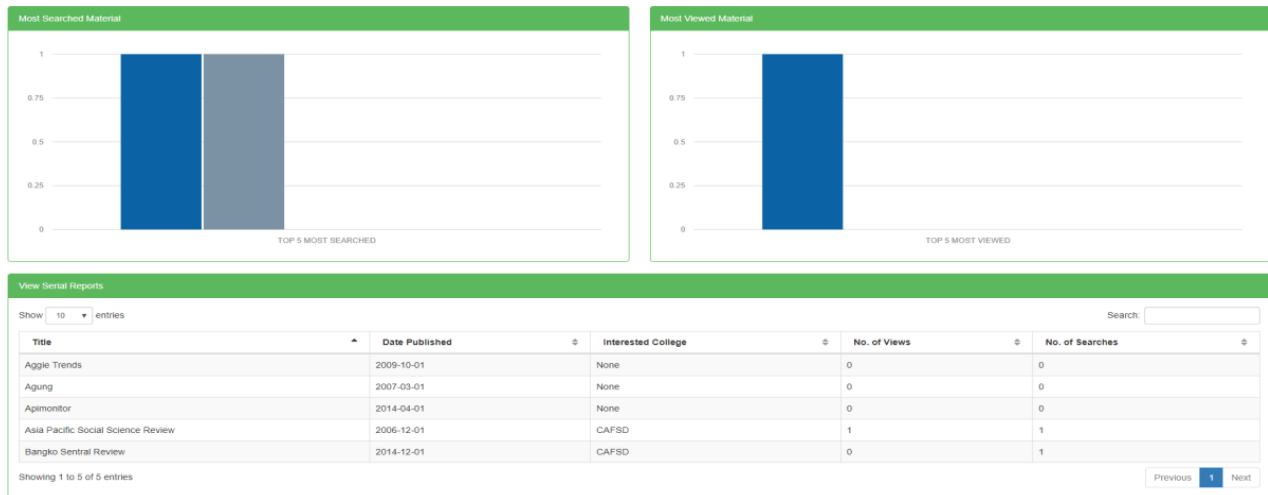 Most Searched Material
1
0.75
0.5
0.25
0
TOP 5 MOST SEARCHED
Most Viewed Material
1
0.75
0.5
0.25
0
TOP 5 MOST VIEWED
View Serial Reports
Show 10 entries Search:
Title Date Published Interested College No. of Views No. of Searches
Aggie Trends 2009-10-01 None 0 0
Agung 2007-03-01 None 0 0
Apimonitor 2014-04-01 None 0 0
Asia Pacific Social Science Review 2006-12-01 CAFSD 1 1
Bangko Sentral Review 2014-12-01 CAFSD 0 1
Showing 1 to 5 of 5 entries Previous 1 Next